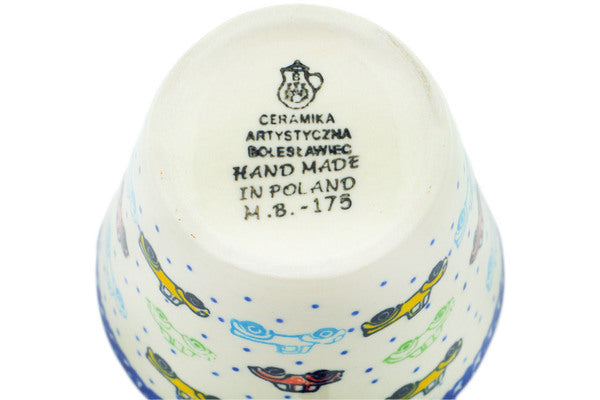 CERAMIKA
ARTYSTYCZNA
BOLESŁAWIEC
HAND MADE
IN POLAND
M.B.-175